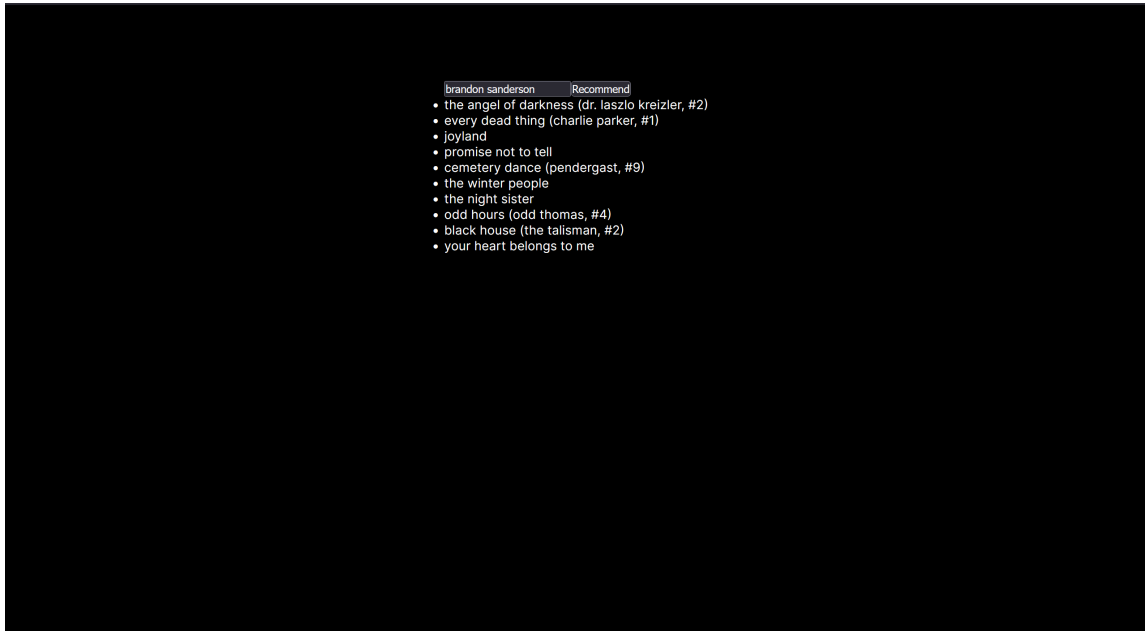 brandon sanderson Recommend
the angel of darkness (dr. laszlo kreizler, #2)
every dead thing (charlie parker, #1)
joyland
promise not to tell
cemetery dance (pendergast, #9)
the winter people
the night sister
odd hours (odd thomas, #4)
black house (the talisman, #2)
your heart belongs to me